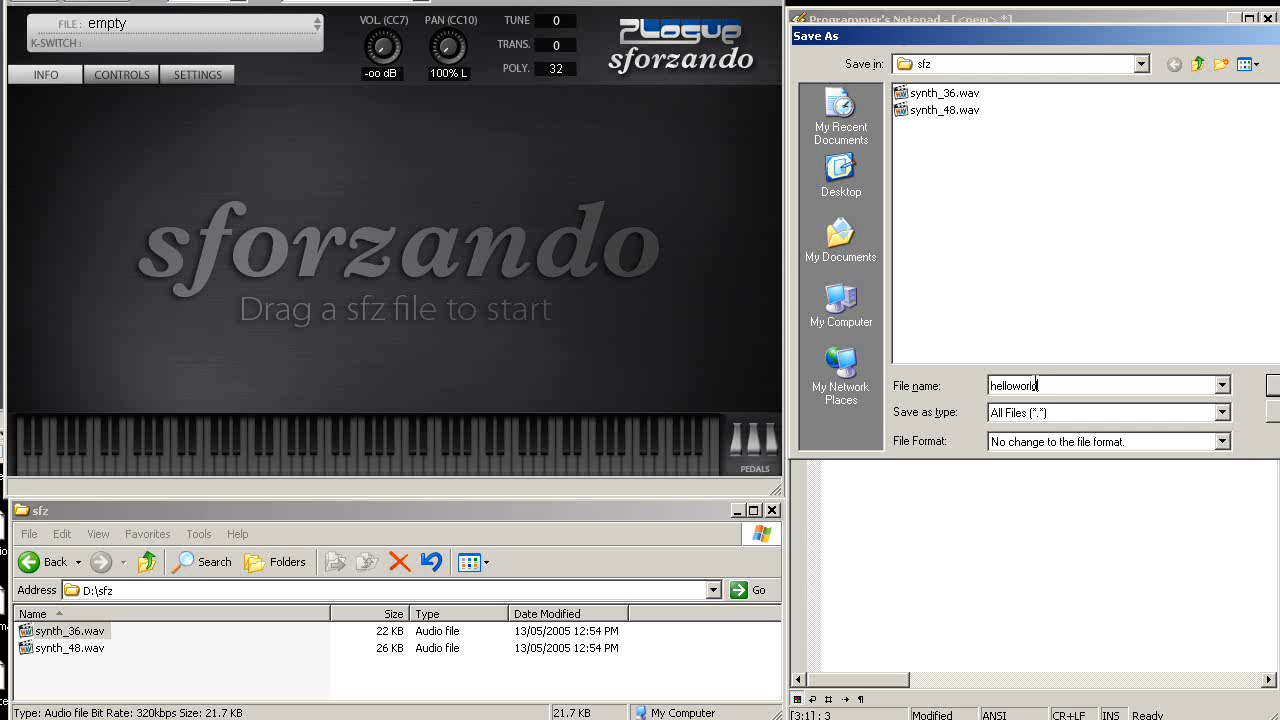 FILE: empty
K-SWITCH:
VOL (CC7)
-oo dB
PAN (CC10)
100% L
TUNE 0
TRANS. 0
POLY. 32
PLOGUE
sforzando
INFO
CONTROLS
SETTINGS
sforzando
Drag a sfz file to start
PEDALS
Programmer's Notepad - [<new> *]
Save As
Save in: sfz
synth_36.wav
synth_48.wav
My Recent
Documents
Desktop
My Documents
My Computer
My Network
Places
File name: helloworld
Save as type: All Files (*.*)
File Format: No change to the file format.
sfz
File Edit View Favorites Tools Help
Back Search Folders
Address D:\sfz Go
Name Size Type Date Modified
synth_36.wav 22 KB Audio file 13/05/2005 12:54 PM
synth_48.wav 26 KB Audio file 13/05/2005 12:54 PM
Type: Audio file Bit Rate: 320kbps Size: 21.7 KB 21.7 KB My Computer
[3:1] : 3 Modified ANSI CR+LF INS Ready